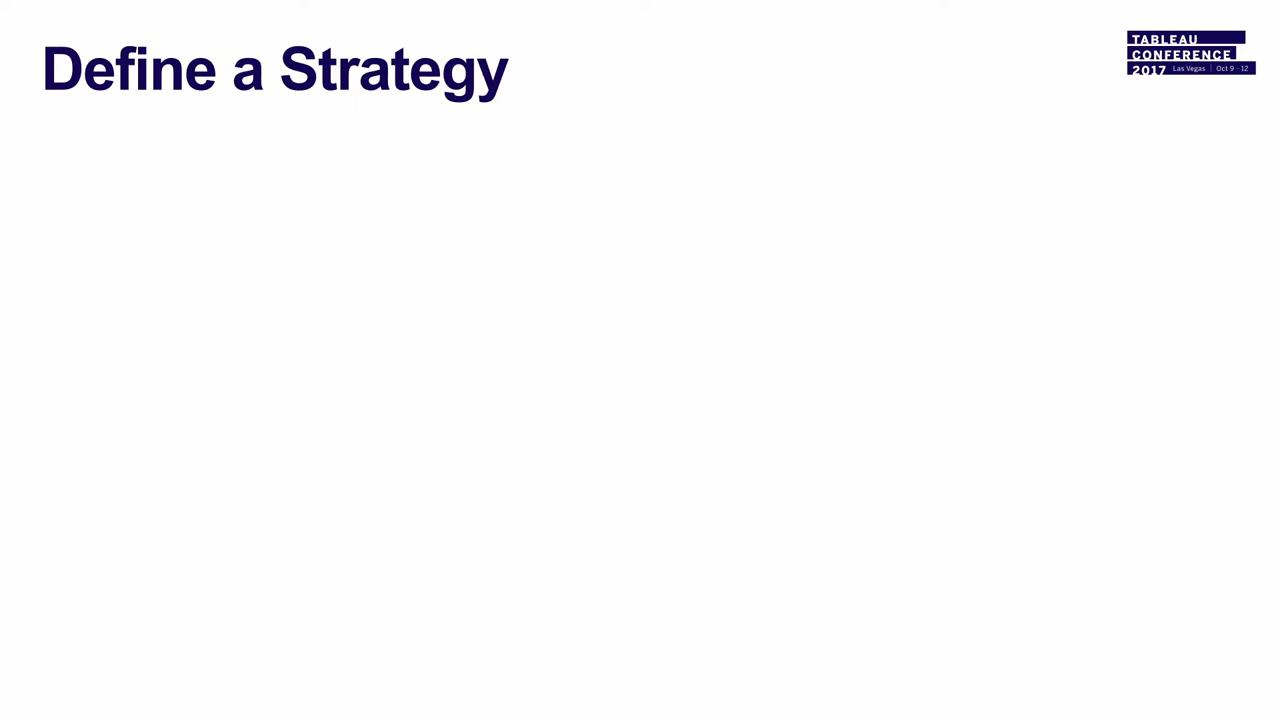 Define a Strategy
TABLEAU
CONFERENCE
2017 Las Vegas | Oct 9 - 12